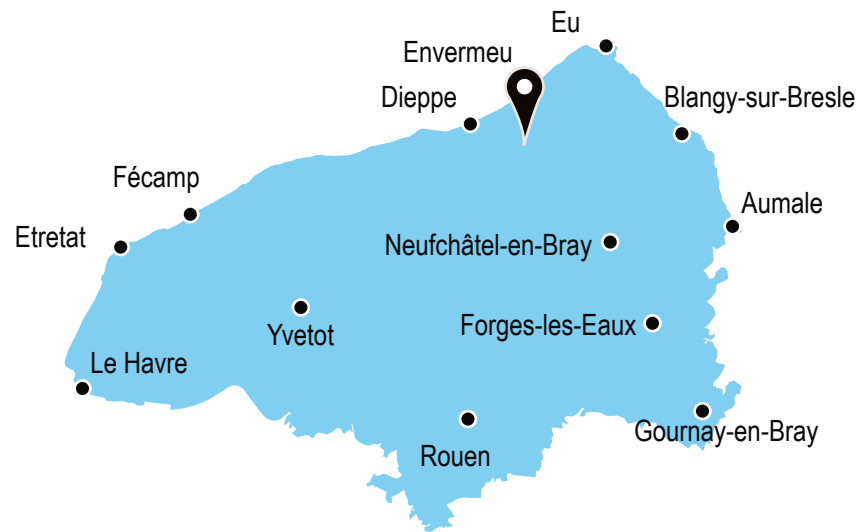 Eu
Envermeu
Dieppe
Blangy-sur-Bresle
Fécamp
Aumale
Etretat
Neufchâtel-en-Bray
Yvetot
Forges-les-Eaux
Le Havre
Gournay-en-Bray
Rouen